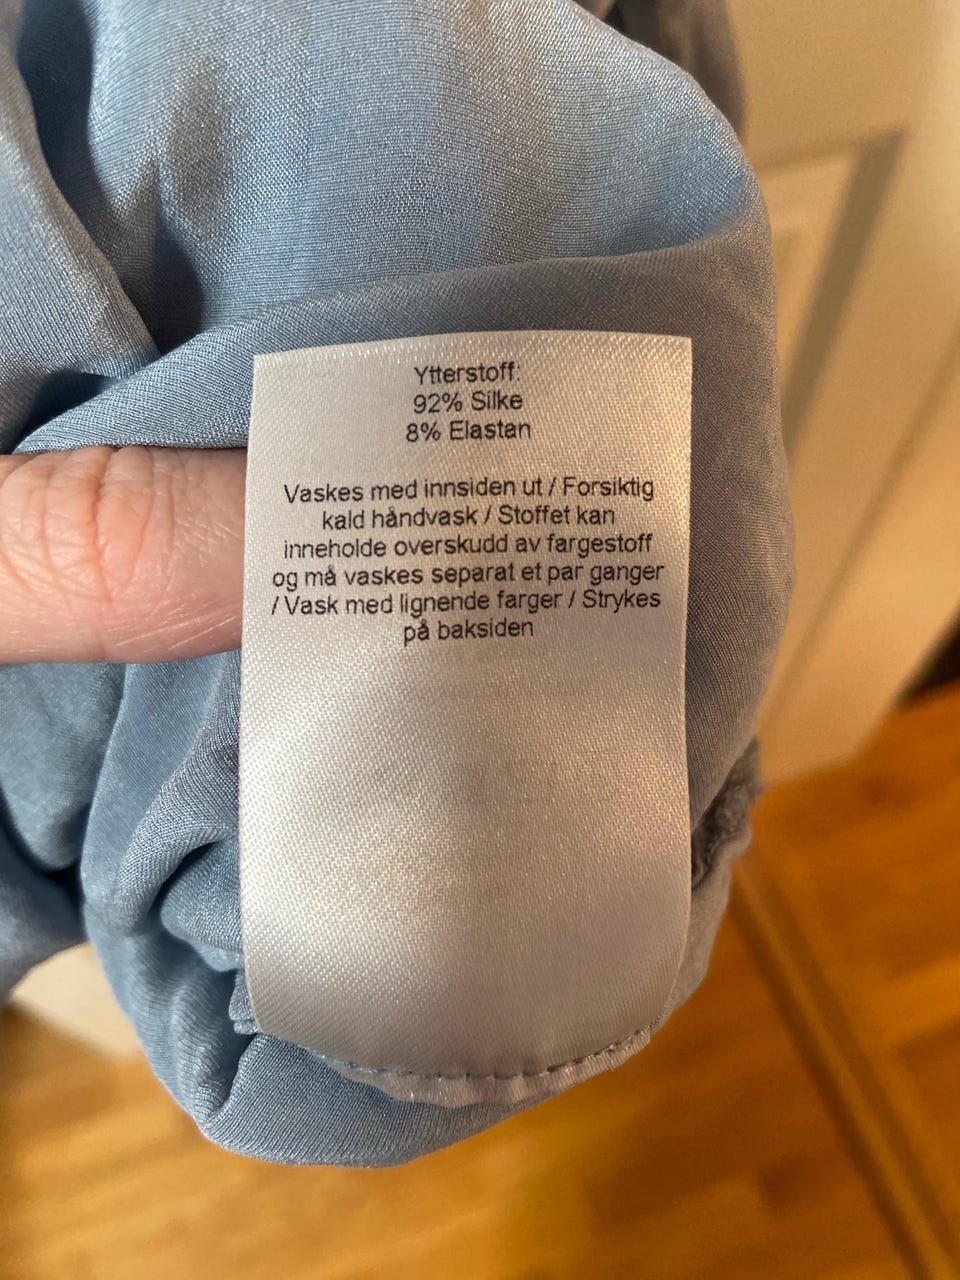 Ytterstoff:
92% Silke
8% Elastan
Vaskes med innsiden ut / Forsiktig
kald håndvask / Stoffet kan
inneholde overskudd av fargestoff
og må vaskes separat et par ganger
/ Vask med lignende farger / Strykes
på baksiden